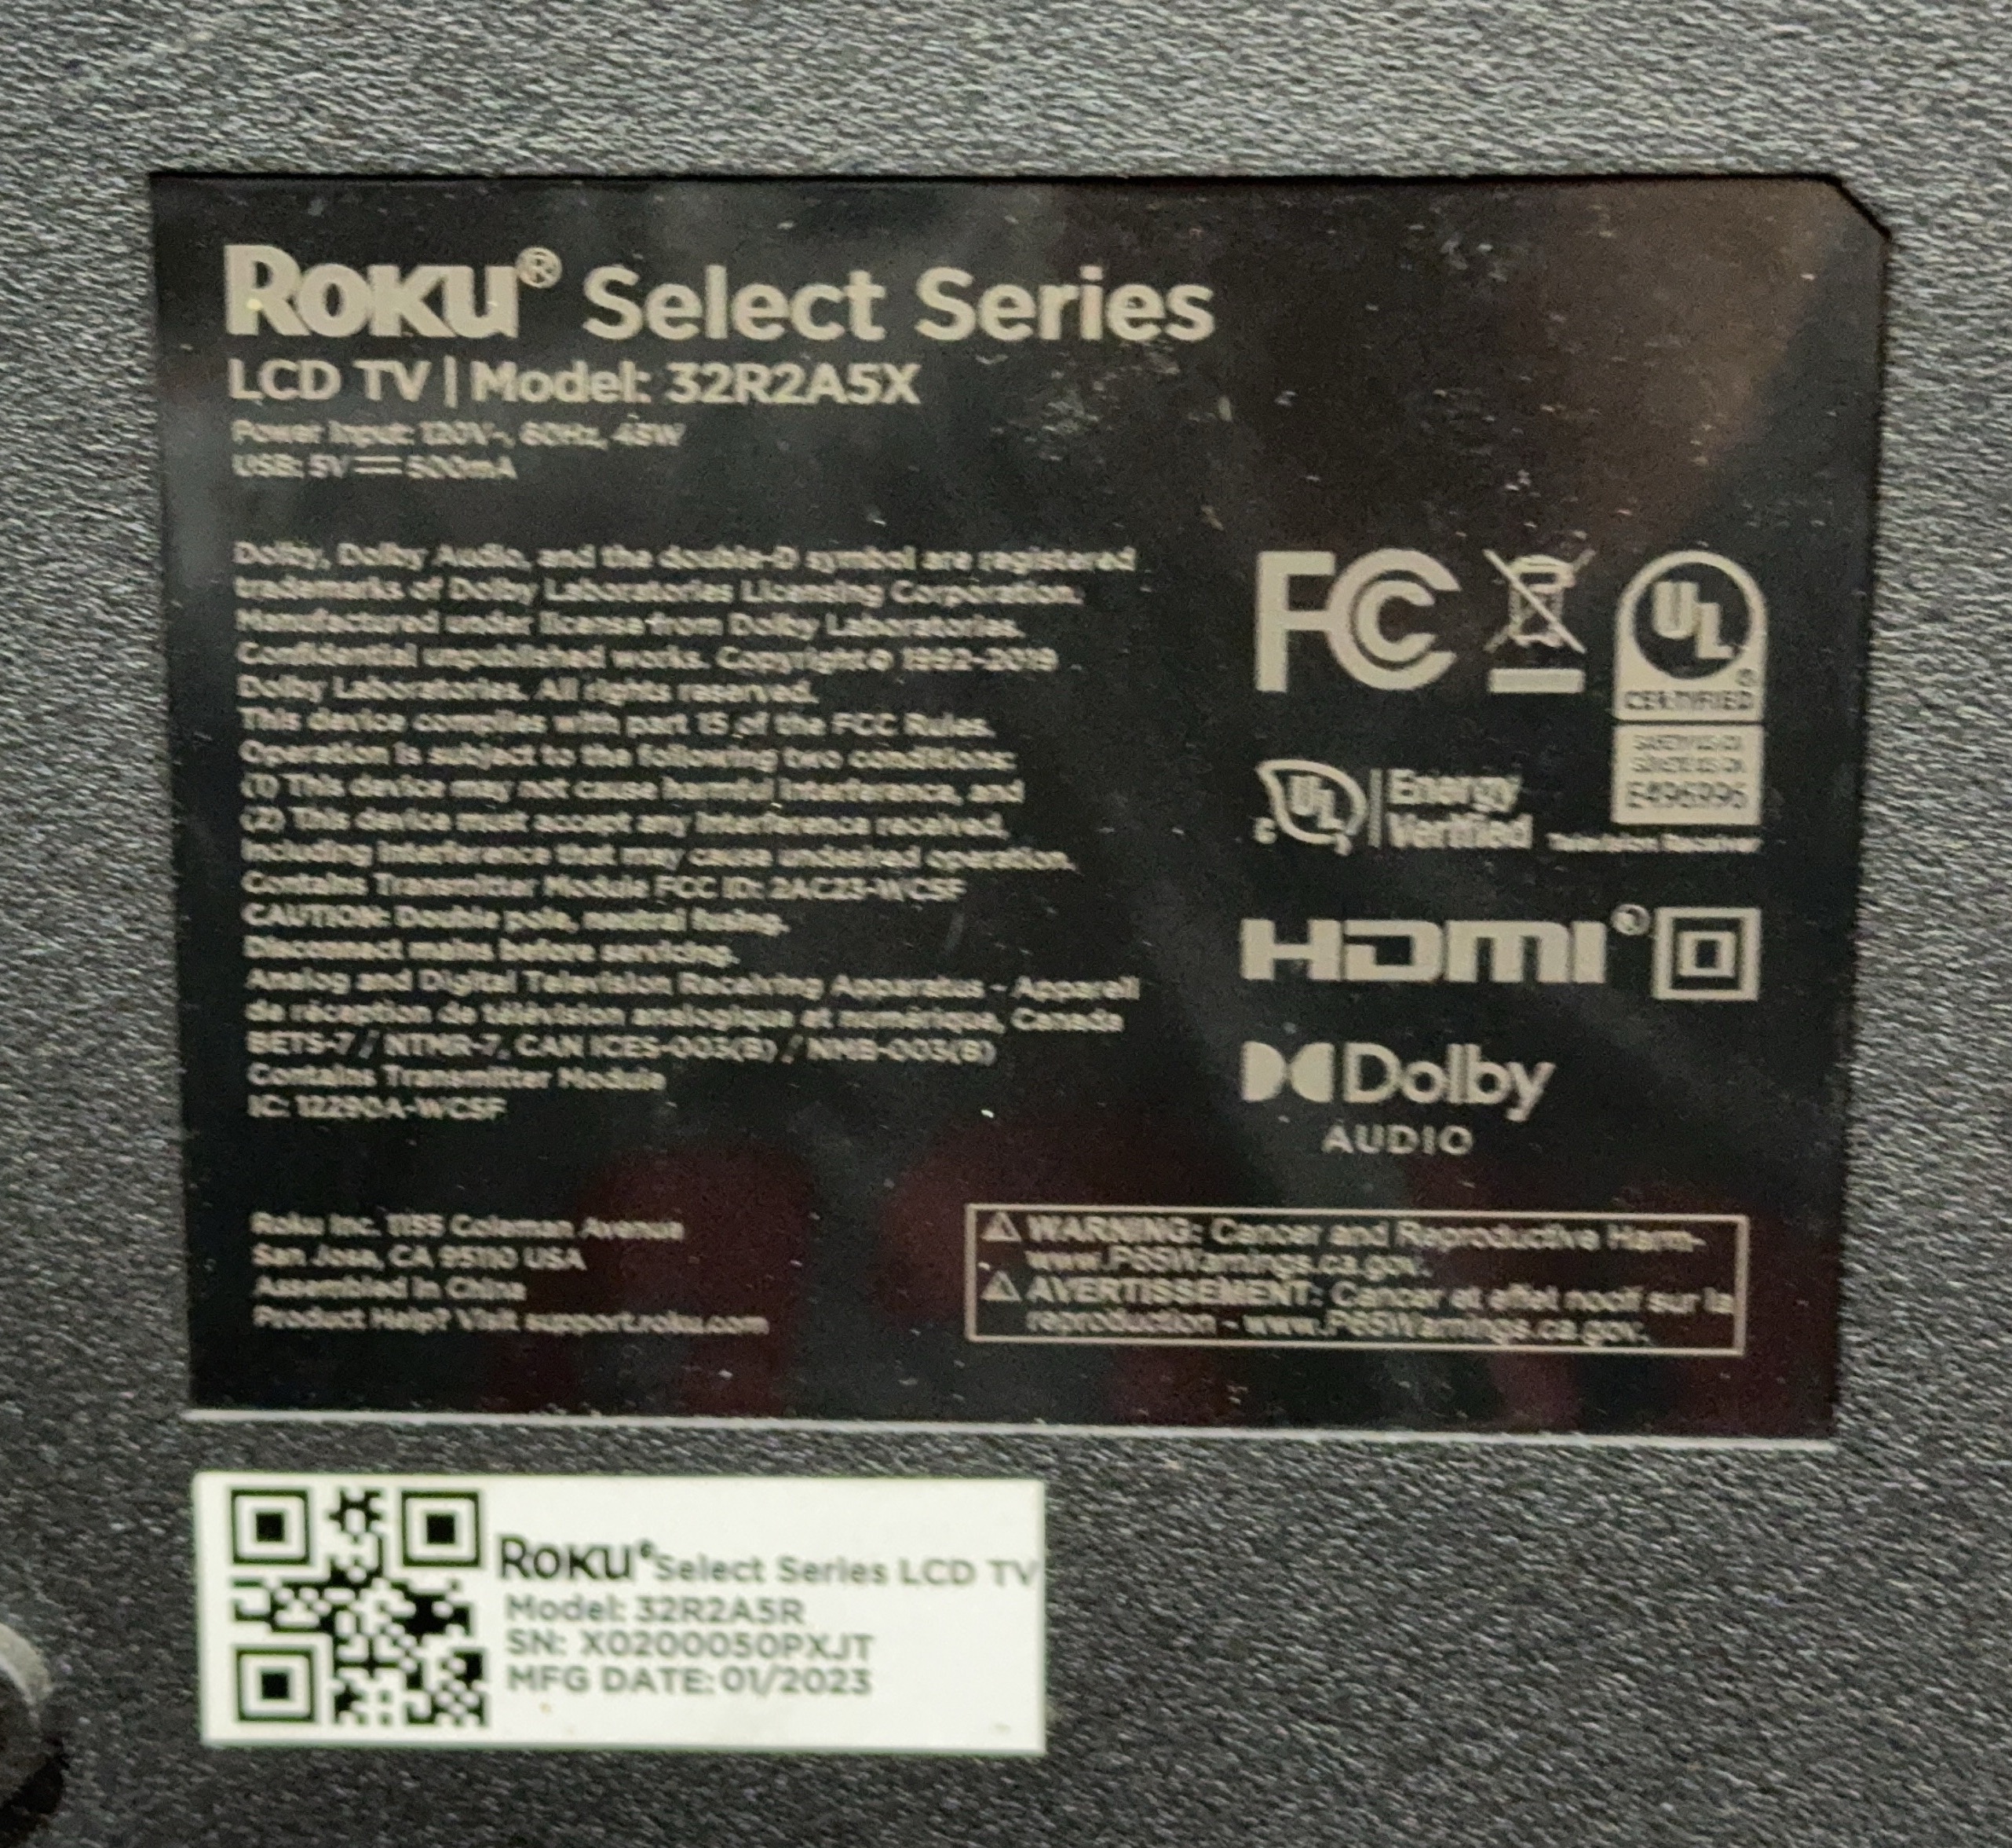 Roku® Select Series
LCD TV | Model: 32R2A5X
Power Input: 120V~, 60Hz, 48W
USB: 5V ⎓ 500mA
Dolby, Dolby Audio, and the double-D symbol are registered
trademarks of Dolby Laboratories Licensing Corporation.
Manufactured under license from Dolby Laboratories.
Confidential unpublished works. Copyright © 1992-2019
Dolby Laboratories. All rights reserved.
This device complies with part 15 of the FCC Rules.
Operation is subject to the following two conditions:
(1) This device may not cause harmful interference, and
(2) This device must accept any interference received,
including interference that may cause undesired operation.
Contains Transmitter Module FCC ID: 2AC23-WC5F
CAUTION: Double pole, neutral fusing.
Disconnect mains before servicing.
Analog and Digital Television Receiving Apparatus - Appareil
de réception de télévision analogique et numérique, Canada
BETS-7 / NTMR-7, CAN ICES-003(B) / NMB-003(B)
Contains Transmitter Module
IC: 12290A-WC5F
FC
UL®
CERTIFIED
E496995
c UL | Energy
Verified
Television Receiver
HDMI®
Dolby
AUDIO
Roku Inc. 1155 Coleman Avenue
San Jose, CA 95110 USA
Assembled in China
Product Help? Visit support.roku.com
WARNING: Cancer and Reproductive Harm-
www.P65Warnings.ca.gov.
AVERTISSEMENT: Cancer et effet nocif sur la
reproduction - www.P65Warnings.ca.gov.
Roku® Select Series LCD TV
Model: 32R2A5R
SN: X0200050PXJT
MFG DATE: 01/2023